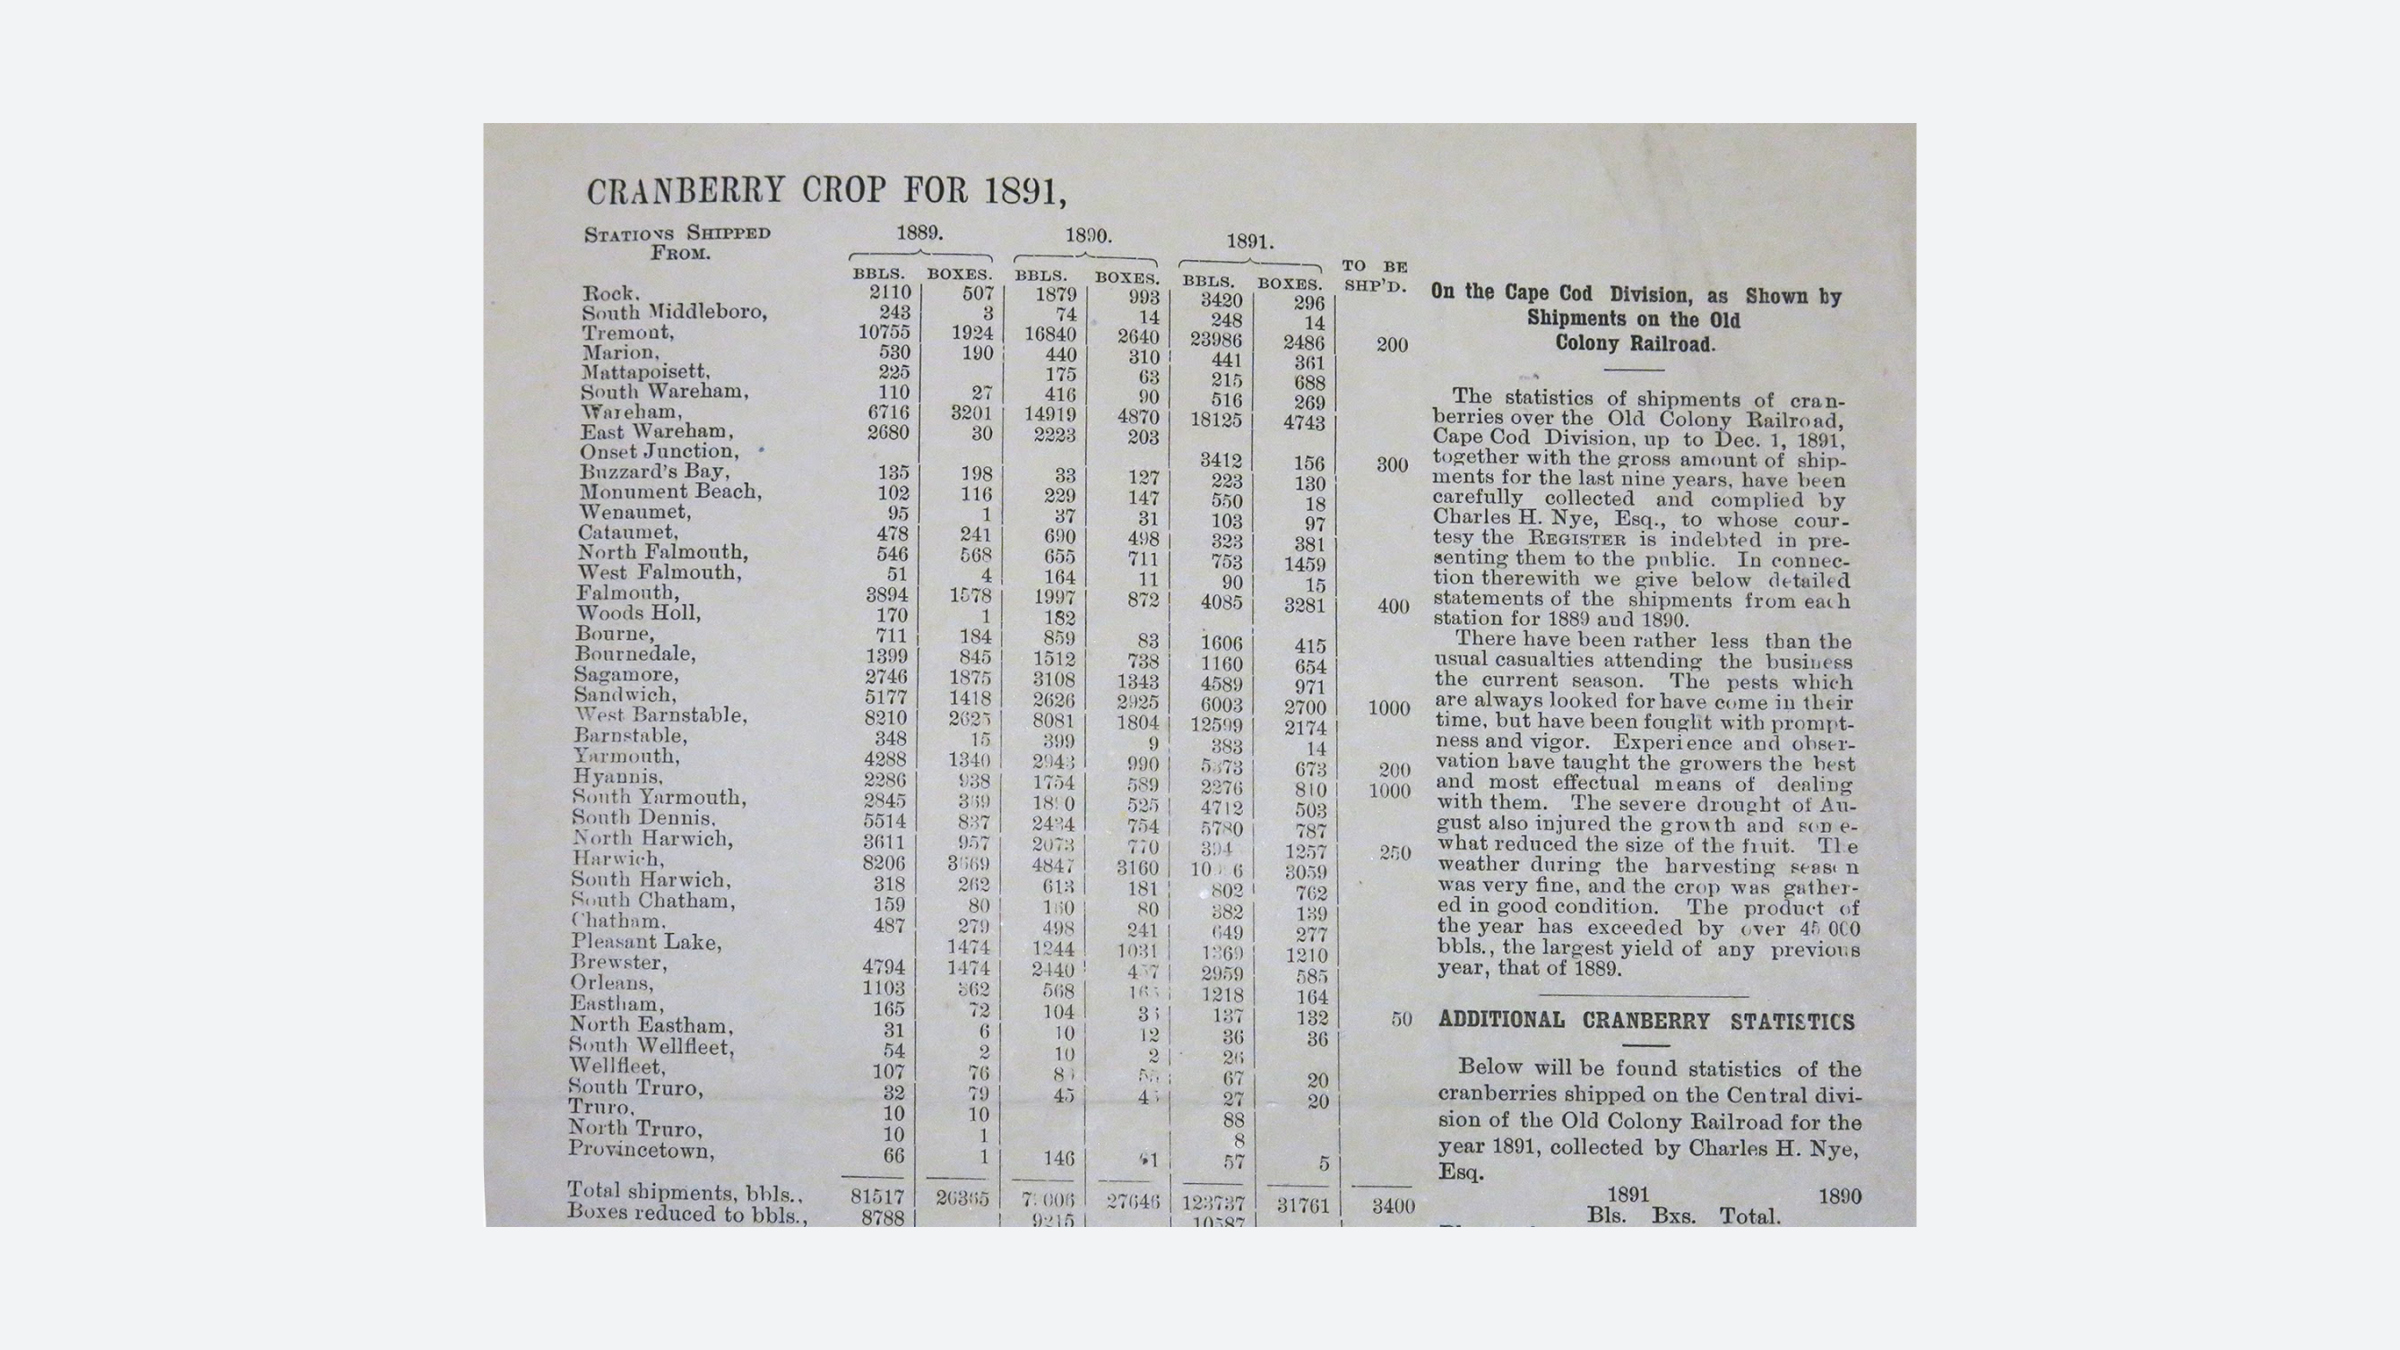 CRANBERRY CROP FOR 1891,
STATIONS SHIPPED FROM. 1889. 1890. 1891.
BBLS. BOXES. BBLS. BOXES. BBLS. BOXES. TO BE SHP'D.
Rock. 2110 507 1879 993 3420 296
South Middleboro, 243 3 74 14 248 14
Tremont, 10755 1924 16840 2640 23986 2486 200
Marion, 530 190 440 310 441 361
Mattapoisett, 225 175 63 215 688
South Wareham, 110 27 416 90 516 269
Wareham, 6716 3201 14919 4870 18125 4743
East Wareham, 2680 30 2223 203
Onset Junction, 3412 156 300
Buzzard's Bay, 135 198 33 127 223 130
Monument Beach, 102 116 229 147 550 18
Wenaumet, 95 1 37 31 103 97
Cataumet, 478 241 690 498 323 381
North Falmouth, 546 568 655 711 753 1459
West Falmouth, 51 4 164 11 90 15
Falmouth, 3894 1578 1997 872 4085 3281 400
Woods Holl, 170 1 182
Bourne, 711 184 859 83 1606 415
Bournedale, 1399 845 1512 738 1160 654
Sagamore, 2746 1875 3108 1343 4589 971
Sandwich, 5177 1418 2626 2925 6003 2700 1000
West Barnstable, 8210 2625 8081 1804 12599 2174
Barnstable, 348 15 399 9 383 14
Yarmouth, 4288 1340 2943 990 673 200
Hyannis, 2286 938 1754 589 2276 810 1000
South Yarmouth, 2845 525 4712 503
South Dennis, 5514 837 754 5780 787
North Harwich, 3611 957 2073 770 1257 250
Harwich, 8206 4847 3160 3059
South Harwich, 318 262 613 181 802 762
South Chatham, 159 80 80 382 139
Chatham. 487 279 498 241 649 277
Pleasant Lake, 1474 1244 1031 1369 1210
Brewster, 4794 1474 2440 2959 585
Orleans, 1103 362 568 1218 164
Eastham, 165 72 104 137 132 50
North Eastham, 31 6 10 12 36 36
South Wellfleet, 54 2 10 2 26
Wellfleet, 107 76 67 20
South Truro, 32 79 45 27 20
Truro, 10 10 88
North Truro, 10 1 8
Provincetown, 66 1 146 57 5
Total shipments, bbls., 81517 26365 27646 123737 31761 3400
Boxes reduced to bbls., 8788 9215 10587
On the Cape Cod Division, as Shown by
Shipments on the Old
Colony Railroad.
The statistics of shipments of cran-
berries over the Old Colony Railroad,
Cape Cod Division, up to Dec. 1, 1891,
together with the gross amount of ship-
ments for the last nine years, have been
carefully collected and complied by
Charles H. Nye, Esq., to whose cour-
tesy the REGISTER is indebted in pre-
senting them to the public. In connec-
tion therewith we give below detailed
statements of the shipments from each
station for 1889 and 1890.
There have been rather less than the
usual casualties attending the business
the current season. The pests which
are always looked for have come in their
time, but have been fought with prompt-
ness and vigor. Experience and obser-
vation have taught the growers the best
and most effectual means of dealing
with them. The severe drought of Au-
gust also injured the growth and some-
what reduced the size of the fruit. The
weather during the harvesting season
was very fine, and the crop was gather-
ed in good condition. The product of
the year has exceeded by over 45 000
bbls., the largest yield of any previous
year, that of 1889.
ADDITIONAL CRANBERRY STATISTICS
Below will be found statistics of the
cranberries shipped on the Central divi-
sion of the Old Colony Railroad for the
year 1891, collected by Charles H. Nye,
Esq.
1891 1890
Bls. Bxs. Total.